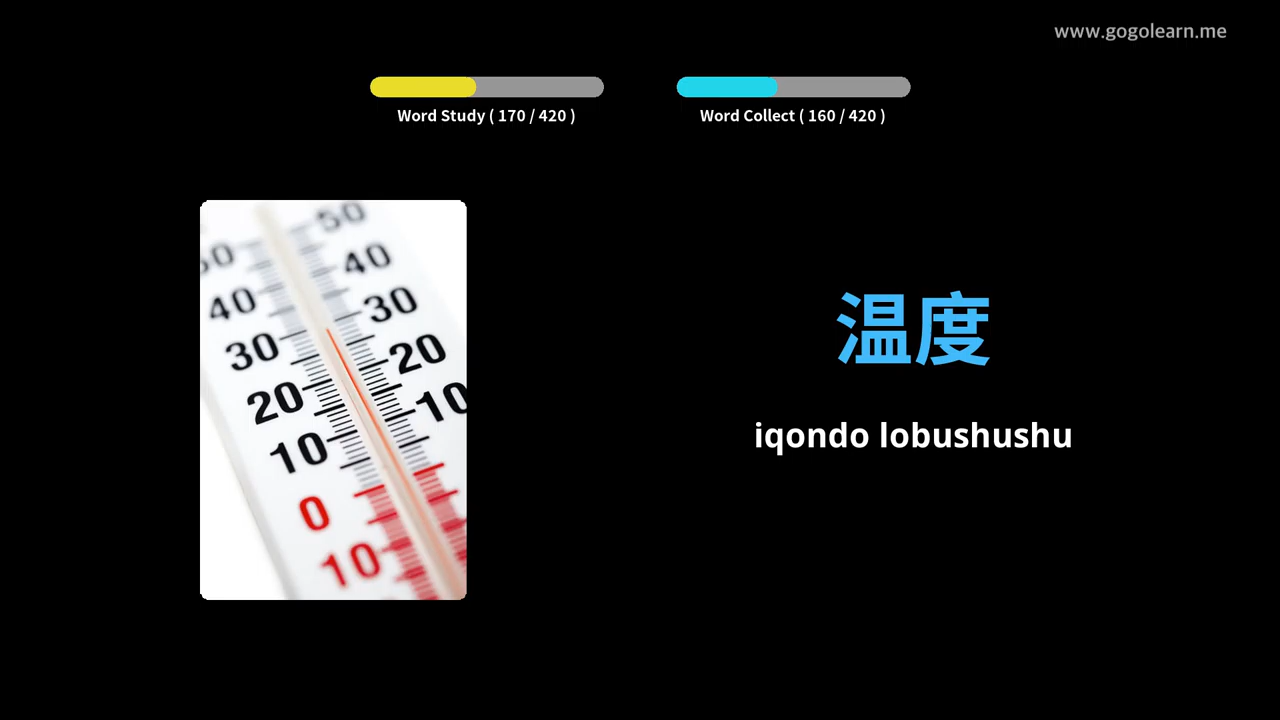 www.gogolearn.me
Word Study ( 170 / 420 )
Word Collect ( 160 / 420 )
温度
iqondo lobushushu
50
40
30
20
10
40
30
20
10
0
10